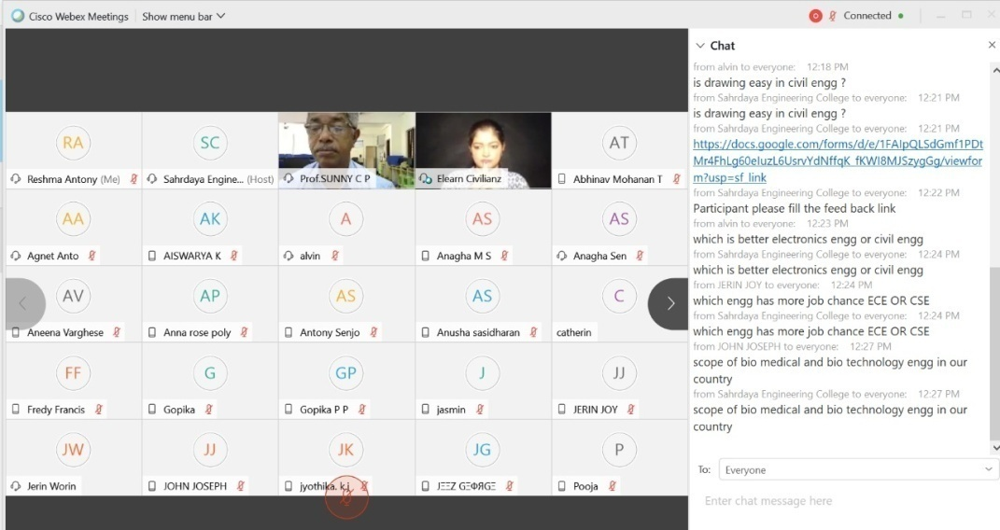 Cisco Webex Meetings
Show menu bar
Connected
RA
Reshma Antony (Me)
SC
Sahrdaya Engine... (Host)
Prof.SUNNY C P
Elearn Civilianz
AT
Abhinav Mohanan T
AA
Agnet Anto
AK
AISWARYA K
A
alvin
AS
Anagha M S
AS
Anagha Sen
AV
Aneena Varghese
AP
Anna rose poly
AS
Antony Senjo
AS
Anusha sasidharan
C
catherin
FF
Fredy Francis
G
Gopika
GP
Gopika P P
J
jasmin
JJ
JERIN JOY
JW
Jerin Worin
JJ
JOHN JOSEPH
JK
jyothika. k.j
JG
JΞΞZ GΞΦЯGΞ
P
Pooja
Chat
from alvin to everyone: 12:18 PM
is drawing easy in civil engg ?
from Sahrdaya Engineering College to everyone: 12:21 PM
is drawing easy in civil engg ?
from Sahrdaya Engineering College to everyone: 12:21 PM
https://docs.google.com/forms/d/e/1FAIpQLSdGmf1PDt
Mr4FhLg60eIuzL6UsrvYdNffqK_fKWI8MJSzygGg/viewfor
m?usp=sf_link
from Sahrdaya Engineering College to everyone: 12:22 PM
Participant please fill the feed back link
from alvin to everyone: 12:23 PM
which is better electronics engg or civil engg
from Sahrdaya Engineering College to everyone: 12:24 PM
which is better electronics engg or civil engg
from JERIN JOY to everyone: 12:24 PM
which engg has more job chance ECE OR CSE
from Sahrdaya Engineering College to everyone: 12:24 PM
which engg has more job chance ECE OR CSE
from JOHN JOSEPH to everyone: 12:27 PM
scope of bio medical and bio technology engg in our
country
from Sahrdaya Engineering College to everyone: 12:27 PM
scope of bio medical and bio technology engg in our
country
To: Everyone
Enter chat message here